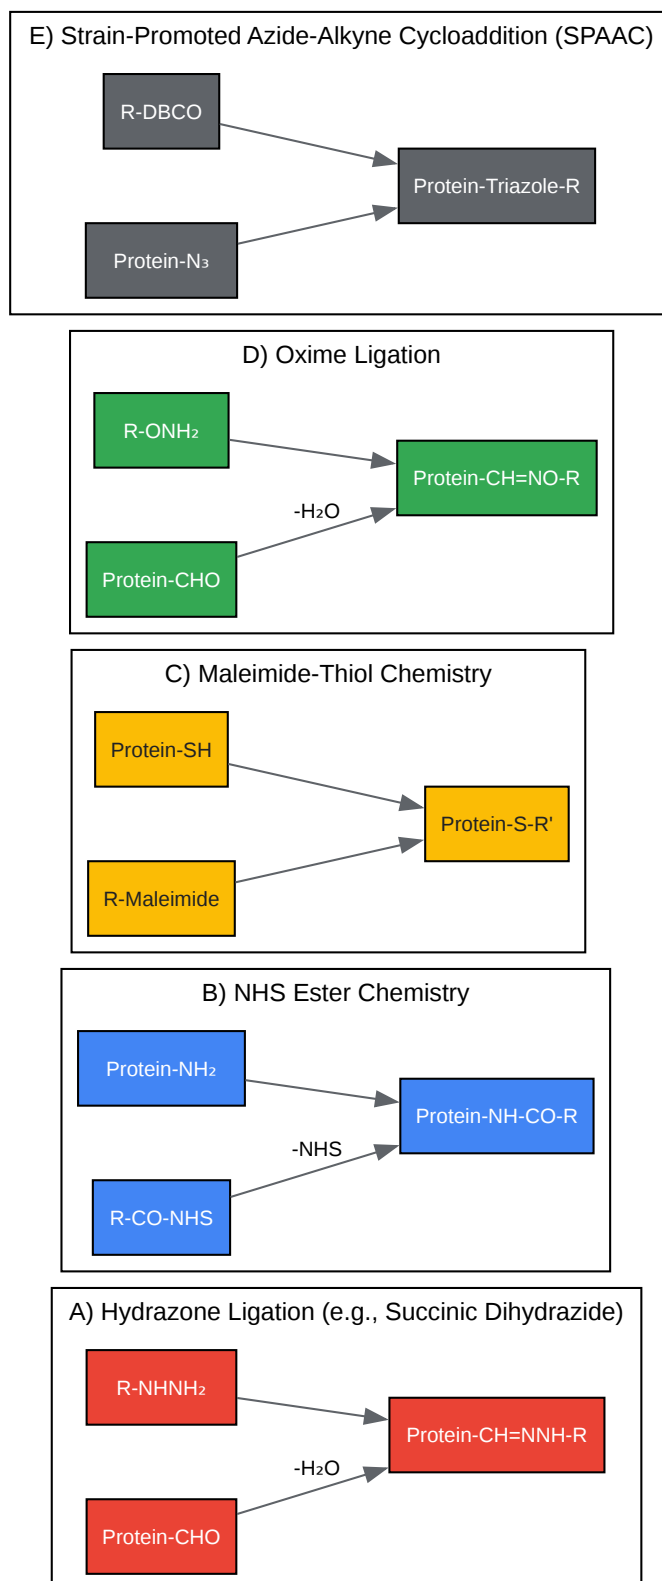 E) Strain-Promoted Azide-Alkyne Cycloaddition (SPAAC)
R-DBCO
Protein-Triazole-R
Protein-N₃
D) Oxime Ligation
R-ONH₂
Protein-CH=NO-R
-H₂O
Protein-CHO
C) Maleimide-Thiol Chemistry
Protein-SH
Protein-S-R'
R-Maleimide
B) NHS Ester Chemistry
Protein-NH₂
Protein-NH-CO-R
-NHS
R-CO-NHS
A) Hydrazone Ligation (e.g., Succinic Dihydrazide)
R-NHNH₂
Protein-CH=NNH-R
-H₂O
Protein-CHO